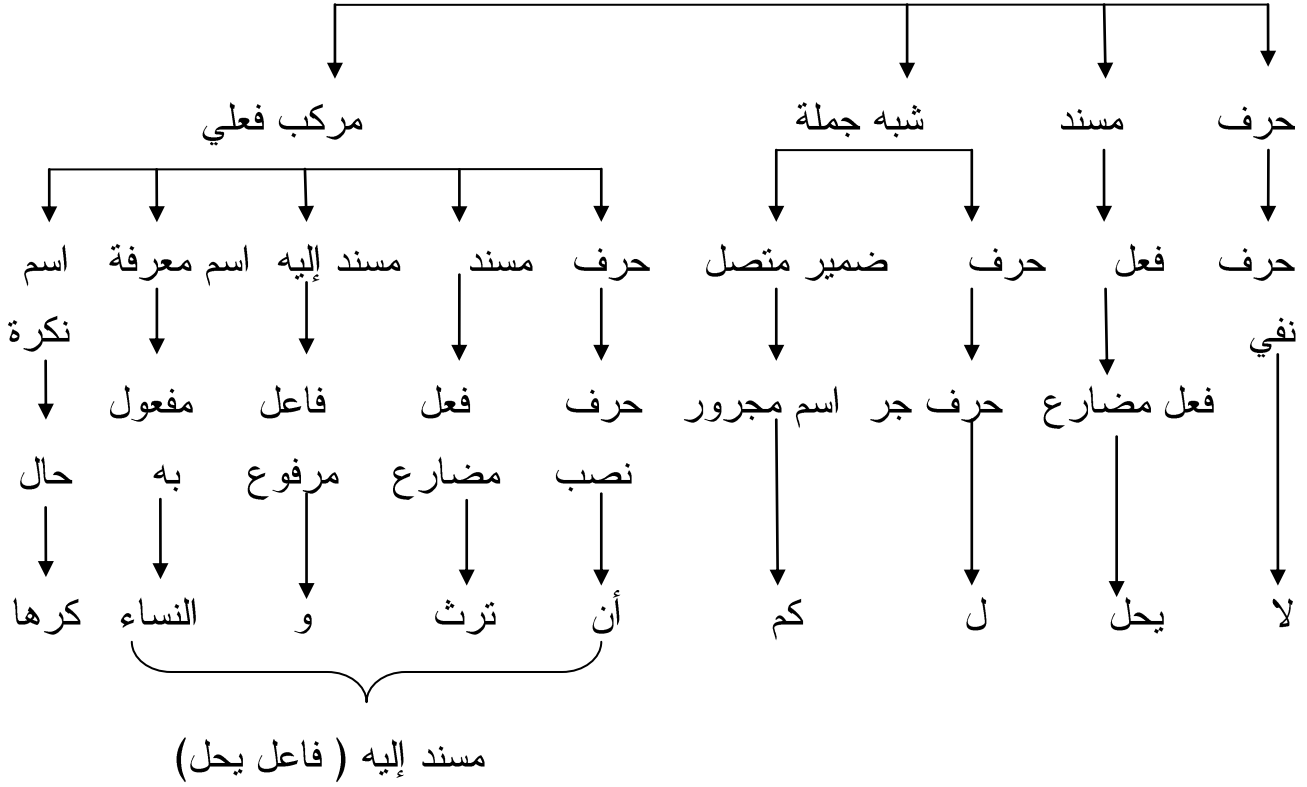 حرف مسند شبه جملة مركب فعلي
حرف فعل حرف ضمير متصل حرف مسند مسند إليه اسم معرفة اسم
نفي نكرة
فعل مضارع حرف جر اسم مجرور حرف فعل فاعل مفعول
نصب مضارع مرفوع به حال
لا يحل ل كم أن ترث و النساء كرها
مسند إليه ( فاعل يحل)